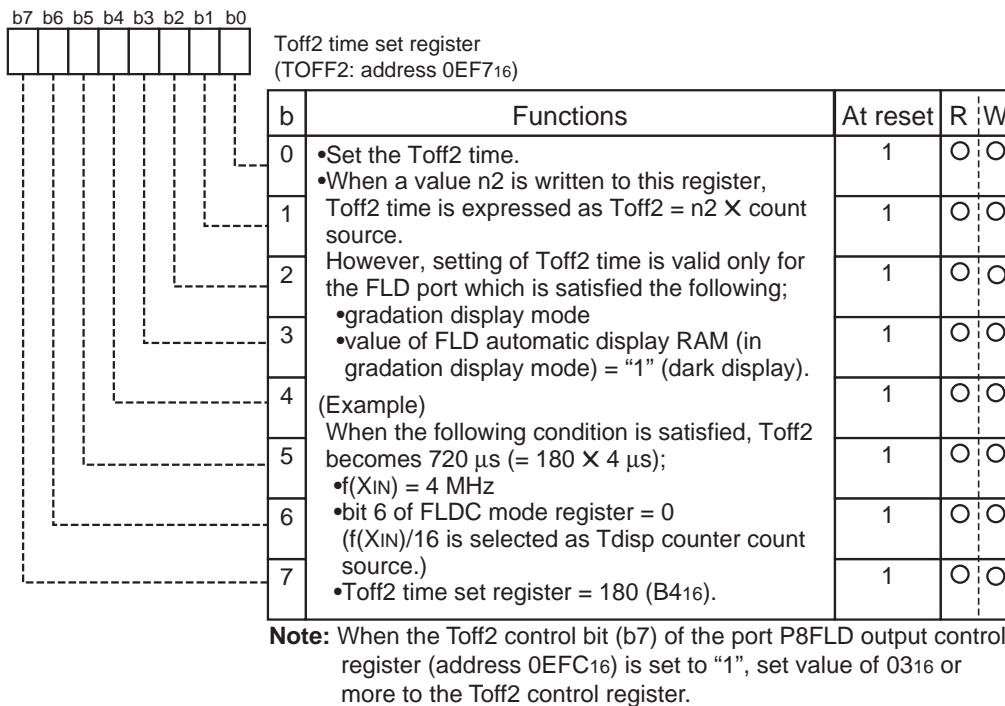 b7 b6 b5 b4 b3 b2 b1 b0
Toff2 time set register
(TOFF2: address 0EF716)
b Functions At reset R W
0 •Set the Toff2 time. 1 O O
•When a value n2 is written to this register,
1 Toff2 time is expressed as Toff2 = n2 X count 1 O O
source.
2 However, setting of Toff2 time is valid only for 1 O O
the FLD port which is satisfied the following;
•gradation display mode
3 •value of FLD automatic display RAM (in 1 O O
gradation display mode) = “1” (dark display).
4 (Example) 1 O O
When the following condition is satisfied, Toff2
5 becomes 720 μs (= 180 X 4 μs); 1 O O
•f(XIN) = 4 MHz
6 •bit 6 of FLDC mode register = 0 1 O O
(f(XIN)/16 is selected as Tdisp counter count
source.)
7 •Toff2 time set register = 180 (B416). 1 O O
Note: When the Toff2 control bit (b7) of the port P8FLD output control
register (address 0EFC16) is set to “1”, set value of 0316 or
more to the Toff2 control register.